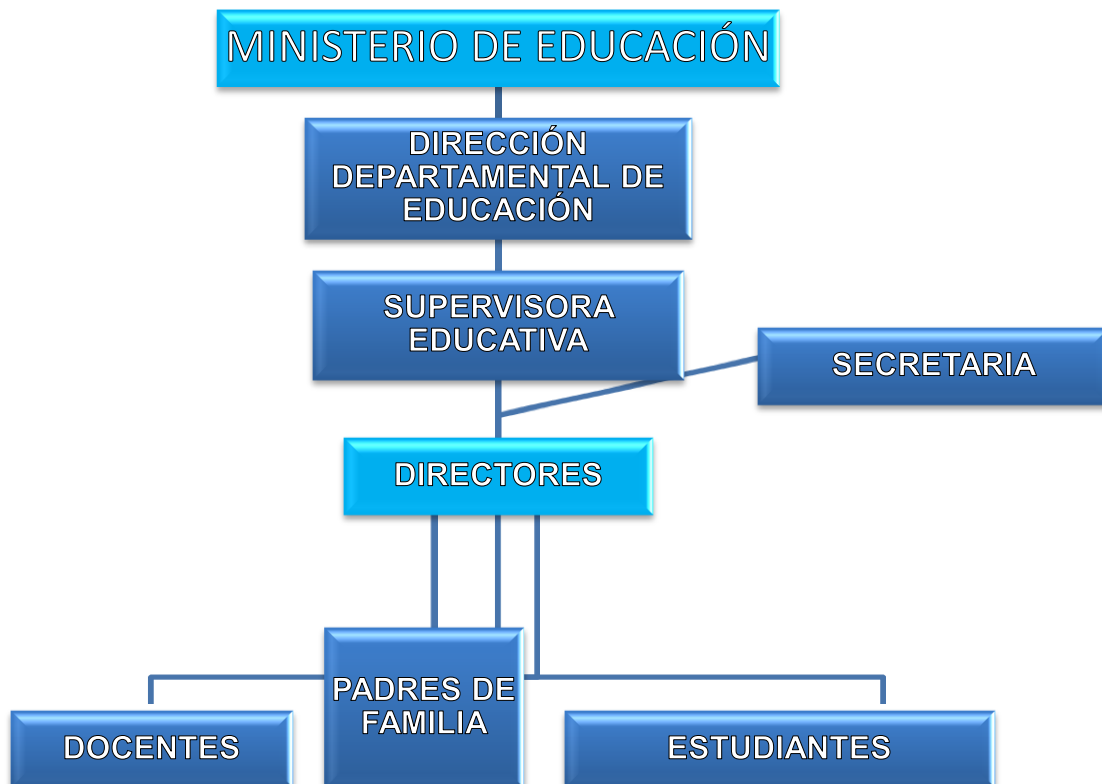 MINISTERIO DE EDUCACIÓN
DIRECCIÓN
DEPARTAMENTAL DE
EDUCACIÓN
SUPERVISORA
EDUCATIVA
SECRETARIA
DIRECTORES
PADRES DE
FAMILIA
DOCENTES
ESTUDIANTES